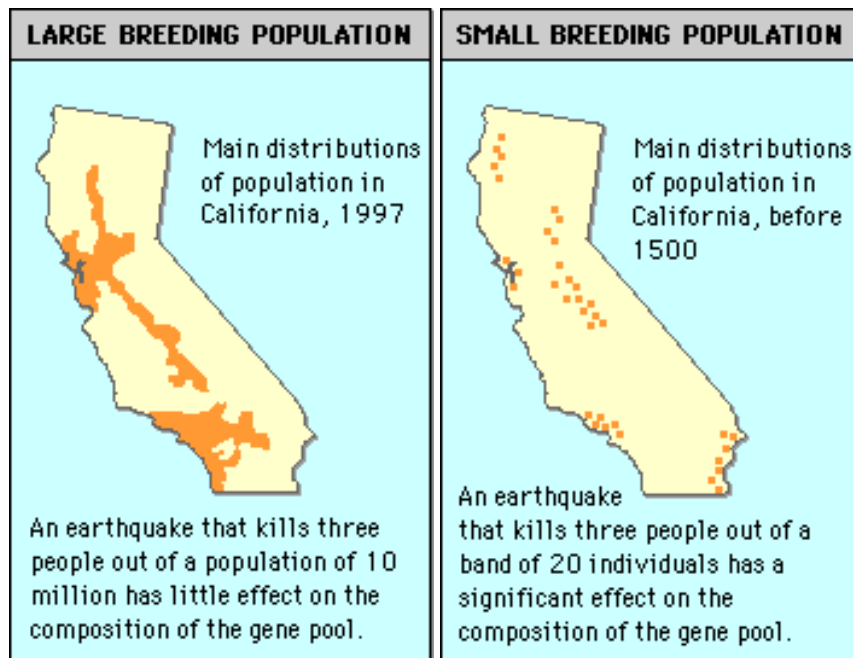 LARGE BREEDING POPULATION
Main distributions
of population in
California, 1997
An earthquake that kills three
people out of a population of 10
million has little effect on the
composition of the gene pool.
SMALL BREEDING POPULATION
Main distributions
of population in
California, before
1500
An earthquake
that kills three people out of a
band of 20 individuals has a
significant effect on the
composition of the gene pool.